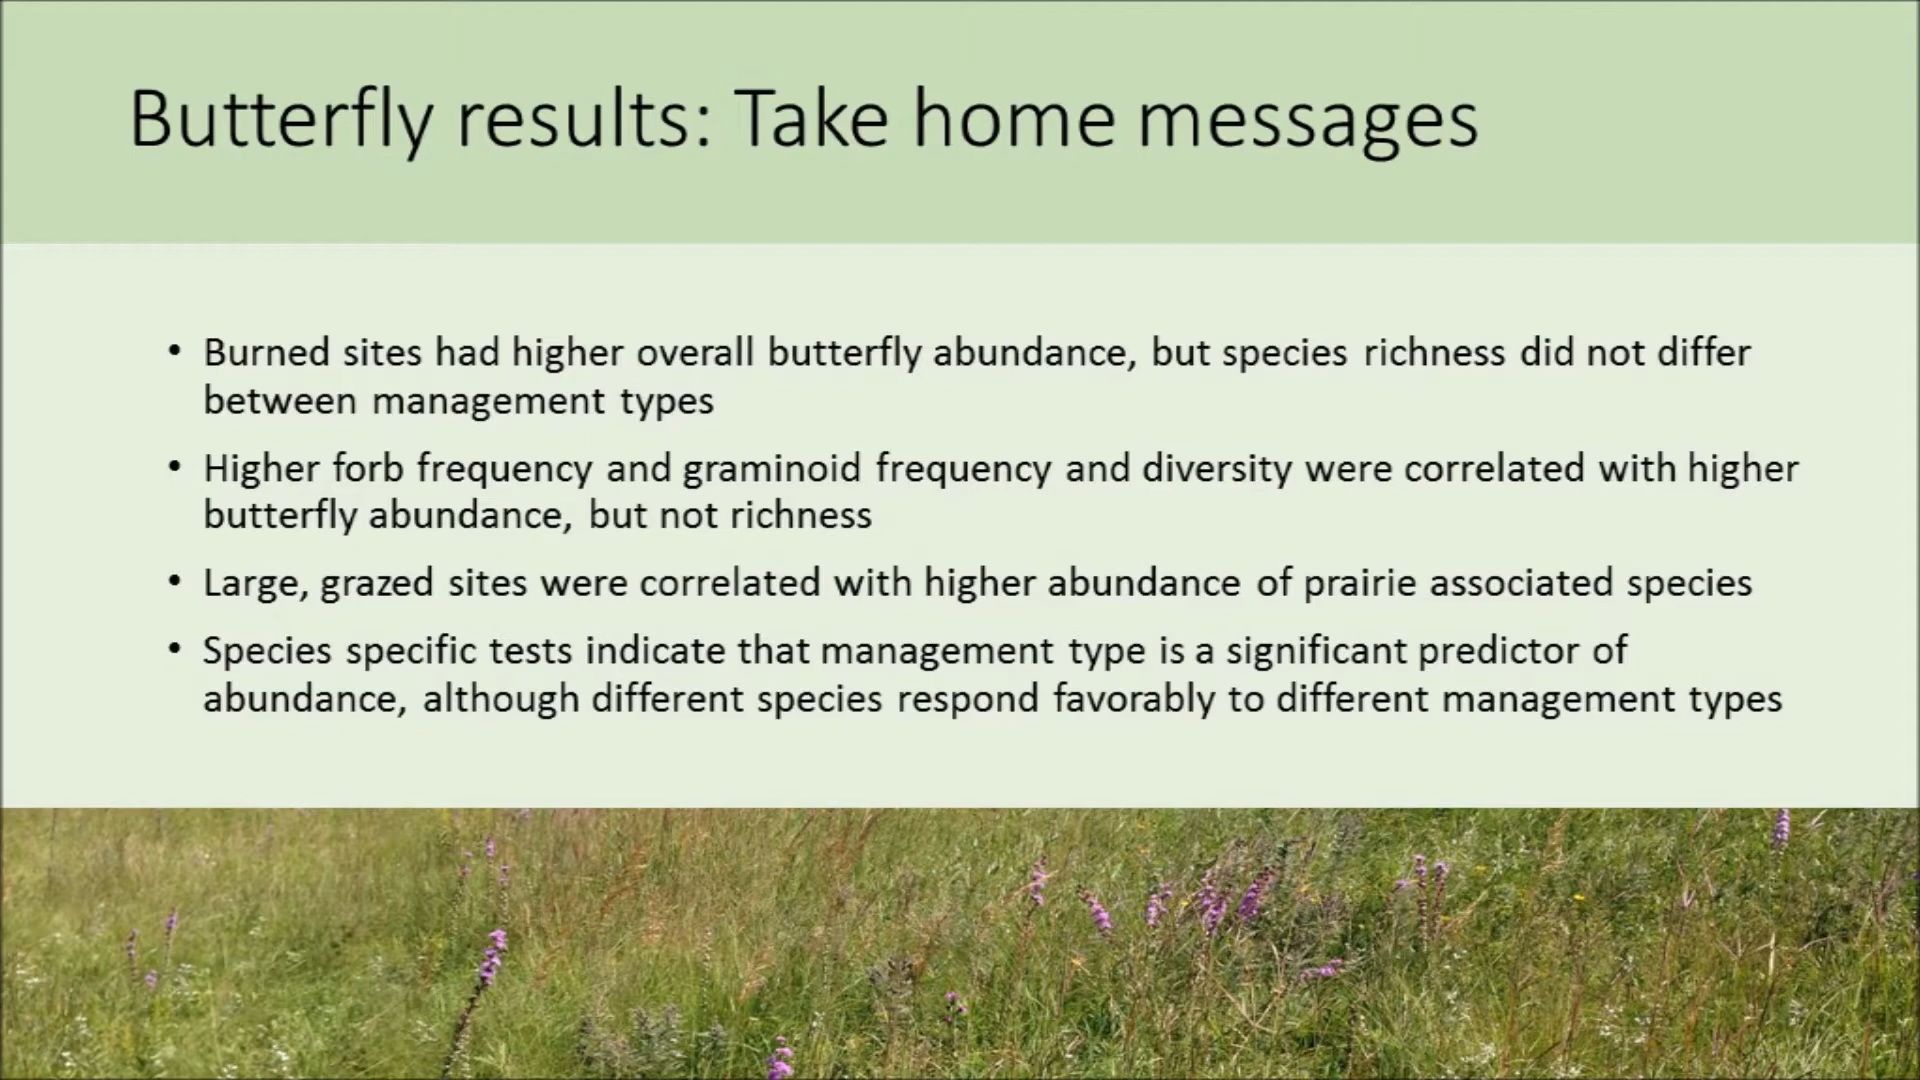 Butterfly results: Take home messages
• Burned sites had higher overall butterfly abundance, but species richness did not differ
between management types
• Higher forb frequency and graminoid frequency and diversity were correlated with higher
butterfly abundance, but not richness
• Large, grazed sites were correlated with higher abundance of prairie associated species
• Species specific tests indicate that management type is a significant predictor of
abundance, although different species respond favorably to different management types